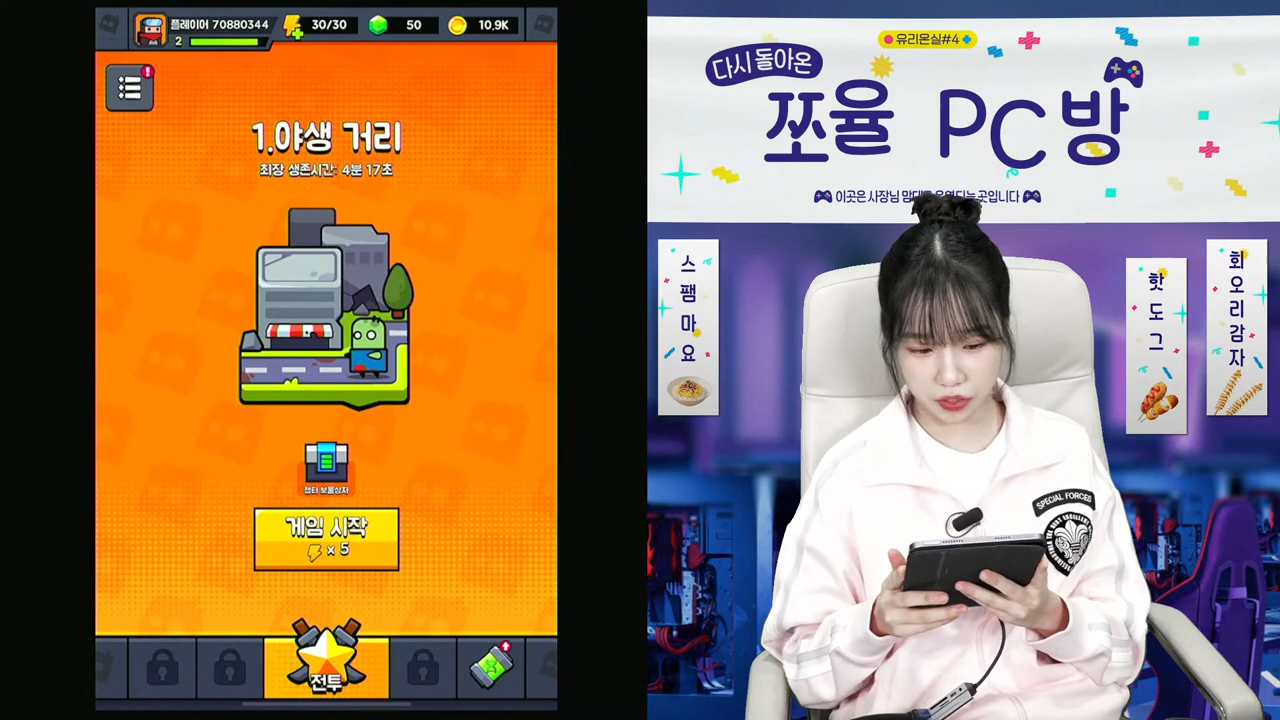 플레이어 70880344
2
30/30
50
10.9K
1.야생 거리
최장 생존시간: 4분 17초
챕터 보물상자
게임 시작
x 5
전투
유리온실#4
다시 돌아온
쪼율 PC방
이곳은 사장님 맘대로 운영되는 곳입니다
스팸마요
핫도그
회오리감자
SPECIAL FORCES